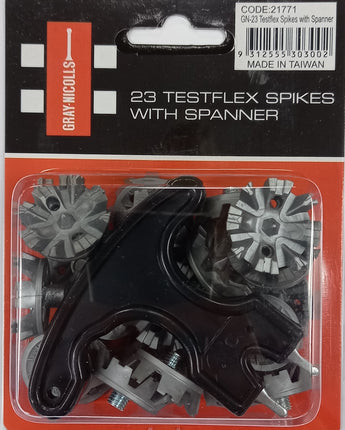 CODE:21771
GN-23 Testflex Spikes with Spanner
9 312555 303002
MADE IN TAIWAN
GRAY-NICOLLS
23 TESTFLEX SPIKES
WITH SPANNER